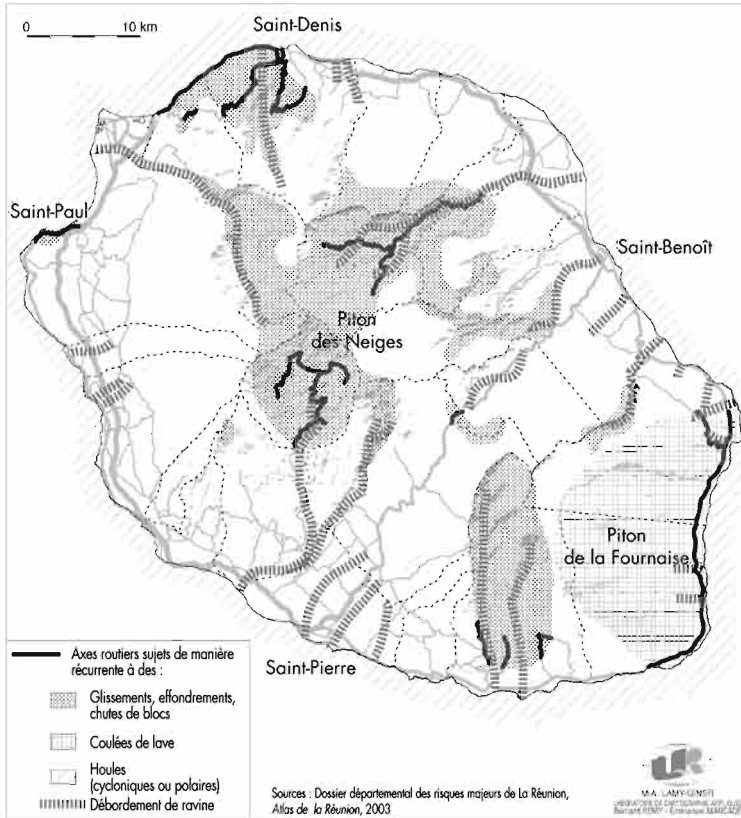 0 10 km
Saint-Denis
Saint-Paul
Saint-Benoît
Piton
des Neiges
Piton
de la Fournaise
Saint-Pierre
Axes routiers sujets de manière
récurrente à des :
Glissements, effondrements,
chutes de blocs
Coulées de lave
Houles
(cycloniques ou polaires)
Débordement de ravine
Sources : Dossier départemental des risques majeurs de La Réunion,
Atlas de la Réunion, 2003
UR